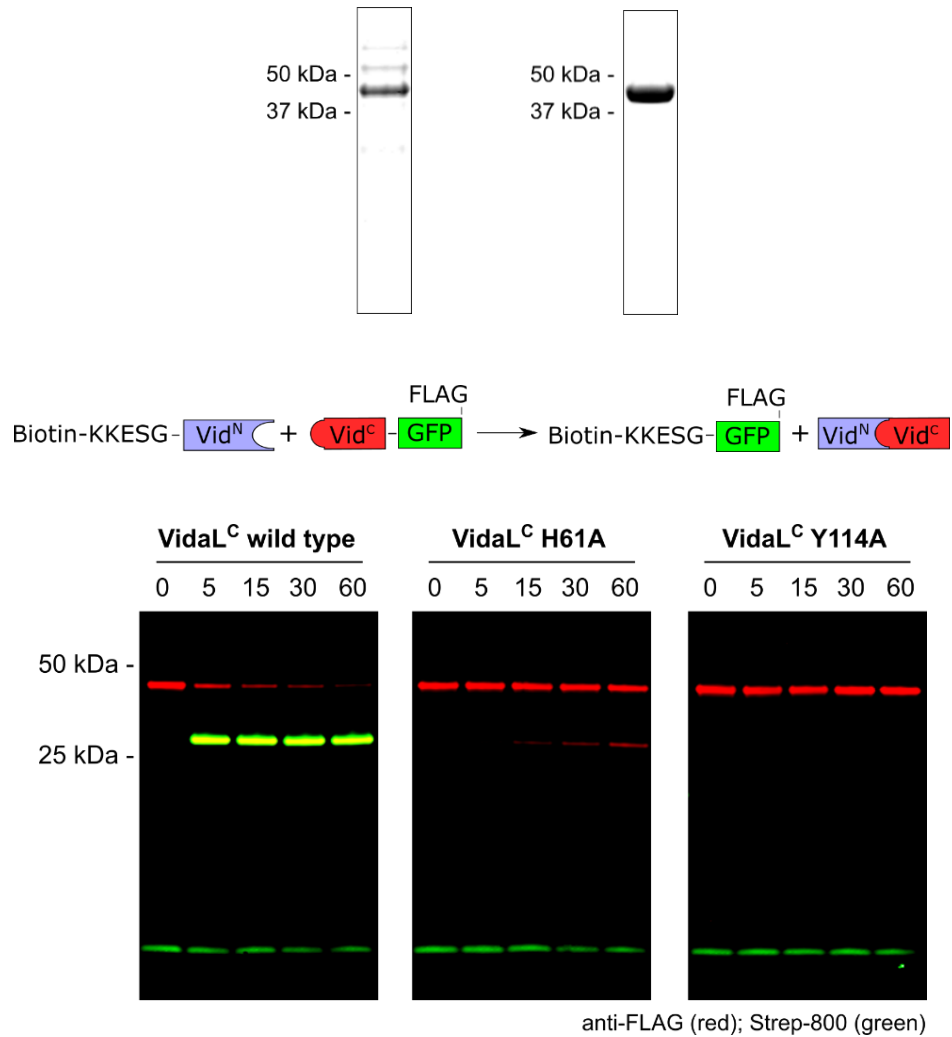 50 kDa -
37 kDa -
50 kDa -
37 kDa -
FLAG
FLAG
Biotin-KKESG- Vidᴺ + Vidᶜ - GFP → Biotin-KKESG- GFP + Vidᴺ Vidᶜ
VidaLᶜ wild type
0 5 15 30 60
VidaLᶜ H61A
0 5 15 30 60
VidaLᶜ Y114A
0 5 15 30 60
50 kDa -
25 kDa -
anti-FLAG (red); Strep-800 (green)